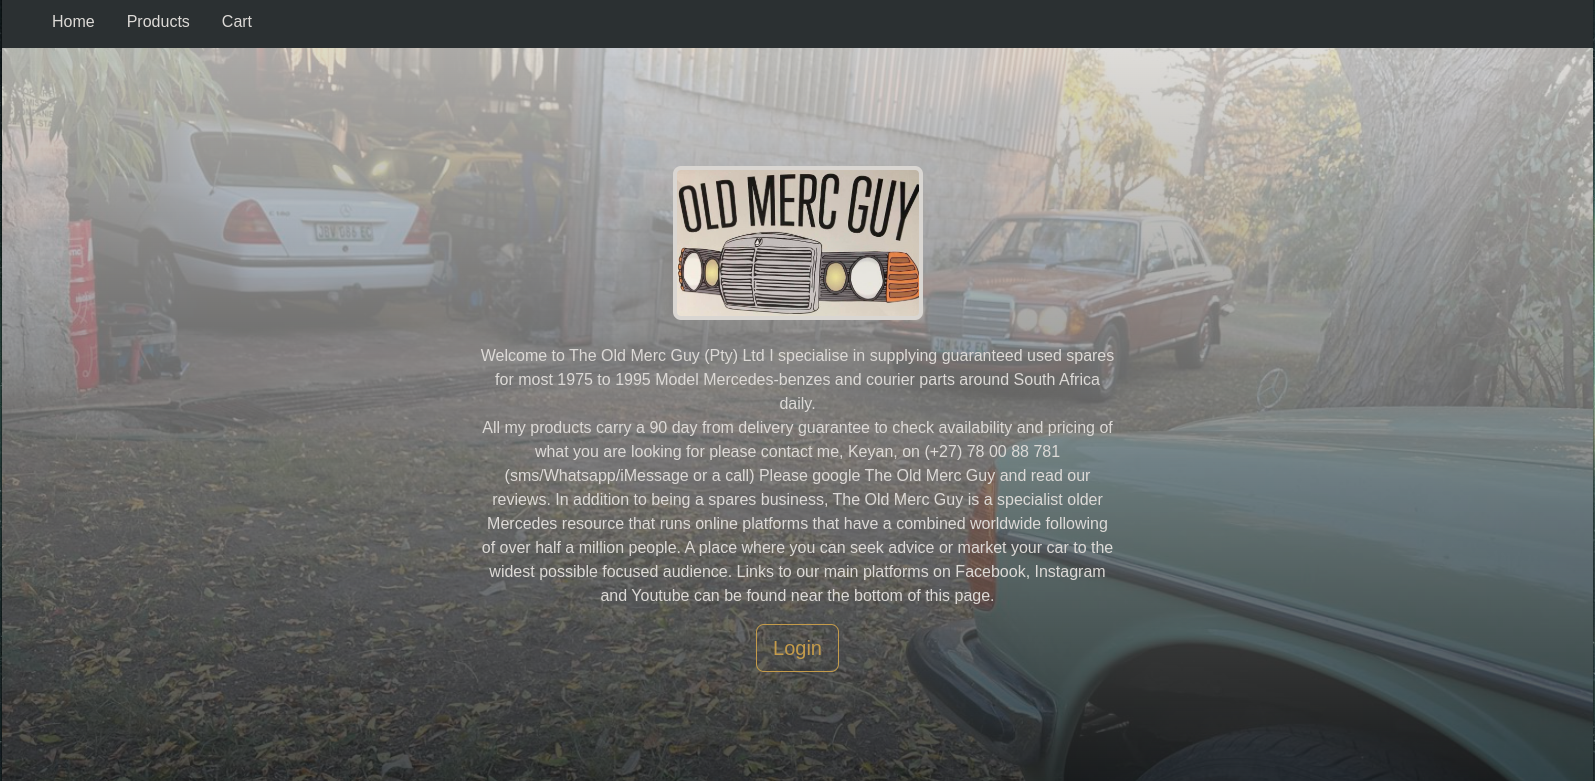 Home Products Cart
OLD MERC GUY
Welcome to The Old Merc Guy (Pty) Ltd I specialise in supplying guaranteed used spares
for most 1975 to 1995 Model Mercedes-benzes and courier parts around South Africa
daily.
All my products carry a 90 day from delivery guarantee to check availability and pricing of
what you are looking for please contact me, Keyan, on (+27) 78 00 88 781
(sms/Whatsapp/iMessage or a call) Please google The Old Merc Guy and read our
reviews. In addition to being a spares business, The Old Merc Guy is a specialist older
Mercedes resource that runs online platforms that have a combined worldwide following
of over half a million people. A place where you can seek advice or market your car to the
widest possible focused audience. Links to our main platforms on Facebook, Instagram
and Youtube can be found near the bottom of this page.
Login